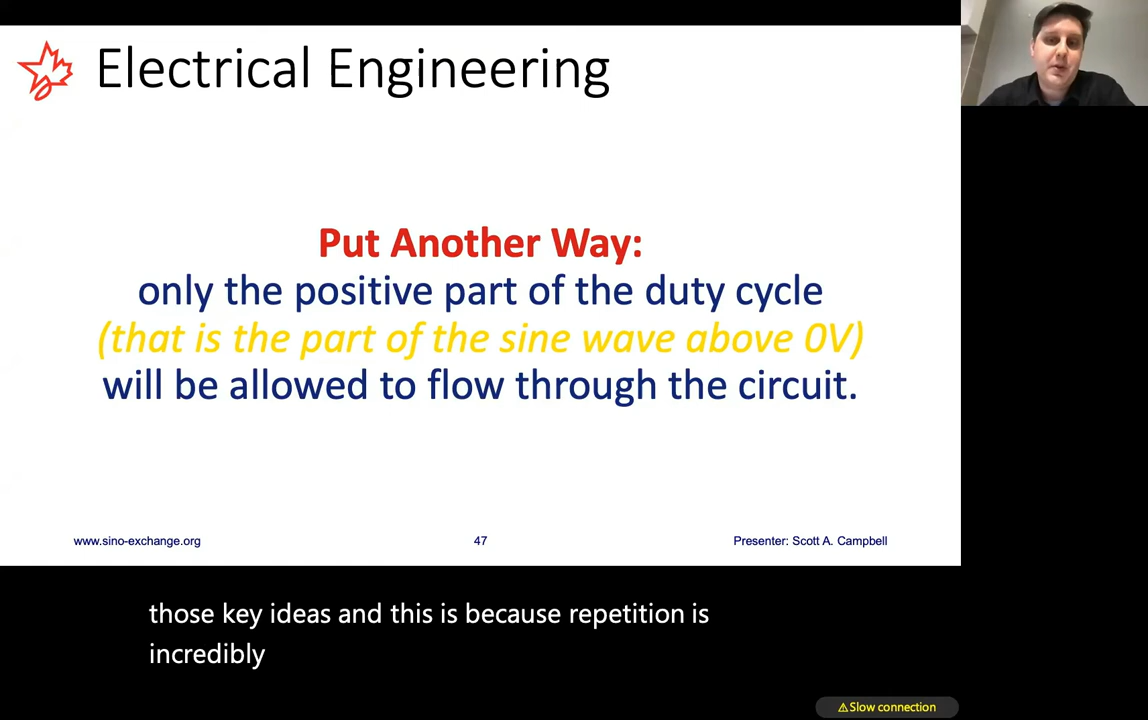 Electrical Engineering
Put Another Way:
only the positive part of the duty cycle
(that is the part of the sine wave above 0V)
will be allowed to flow through the circuit.
www.sino-exchange.org
47
Presenter: Scott A. Campbell
those key ideas and this is because repetition is
incredibly
⚠Slow connection